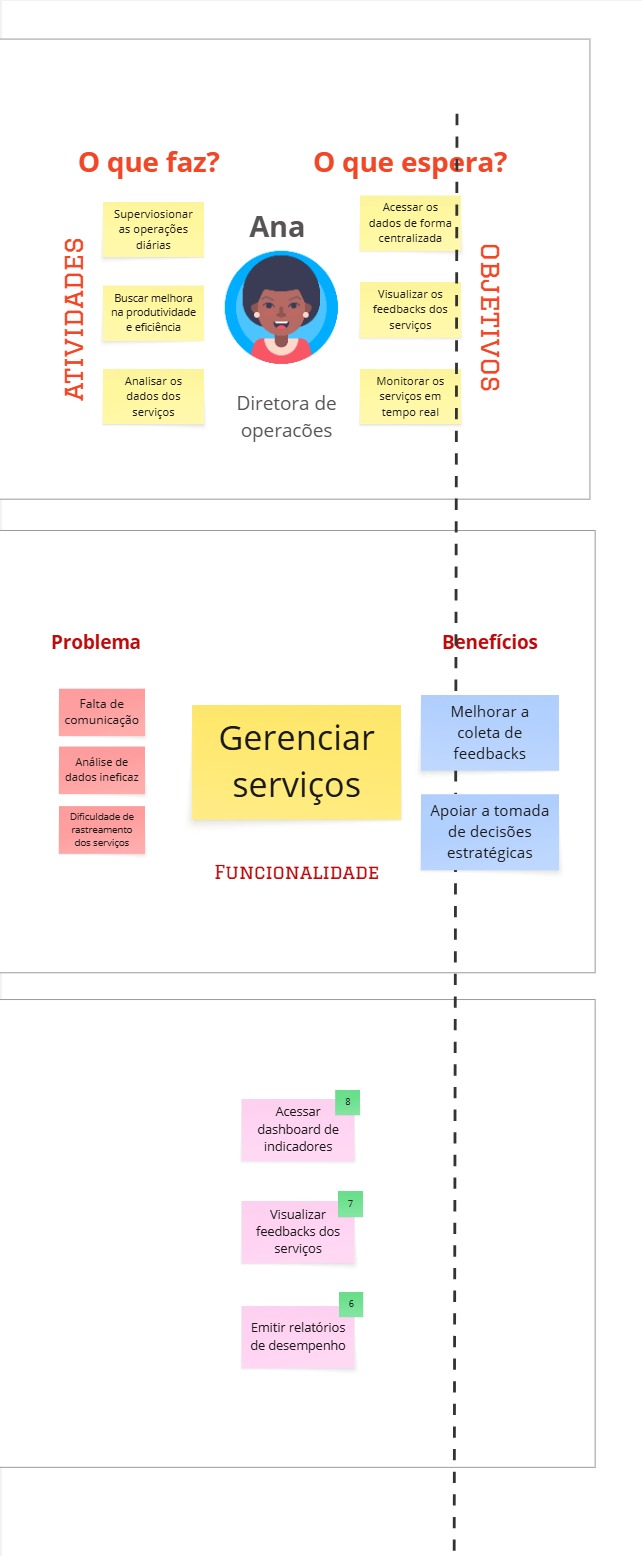 O que faz?
O que espera?
ATIVIDADES
Superviosionar
as operações
diárias
Buscar melhora
na produtividade
e eficiência
Analisar os
dados dos
serviços
Ana
Diretora de
operacões
Acessar os
dados de forma
centralizada
Visualizar os
feedbacks dos
serviços
Monitorar os
serviços em
tempo real
OBJETIVOS
Problema
Falta de
comunicação
Análise de
dados ineficaz
Dificuldade de
rastreamento
dos serviços
Gerenciar
serviços
Funcionalidade
Benefícios
Melhorar a
coleta de
feedbacks
Apoiar a tomada
de decisões
estratégicas
8
Acessar
dashboard de
indicadores
7
Visualizar
feedbacks dos
serviços
6
Emitir relatórios
de desempenho